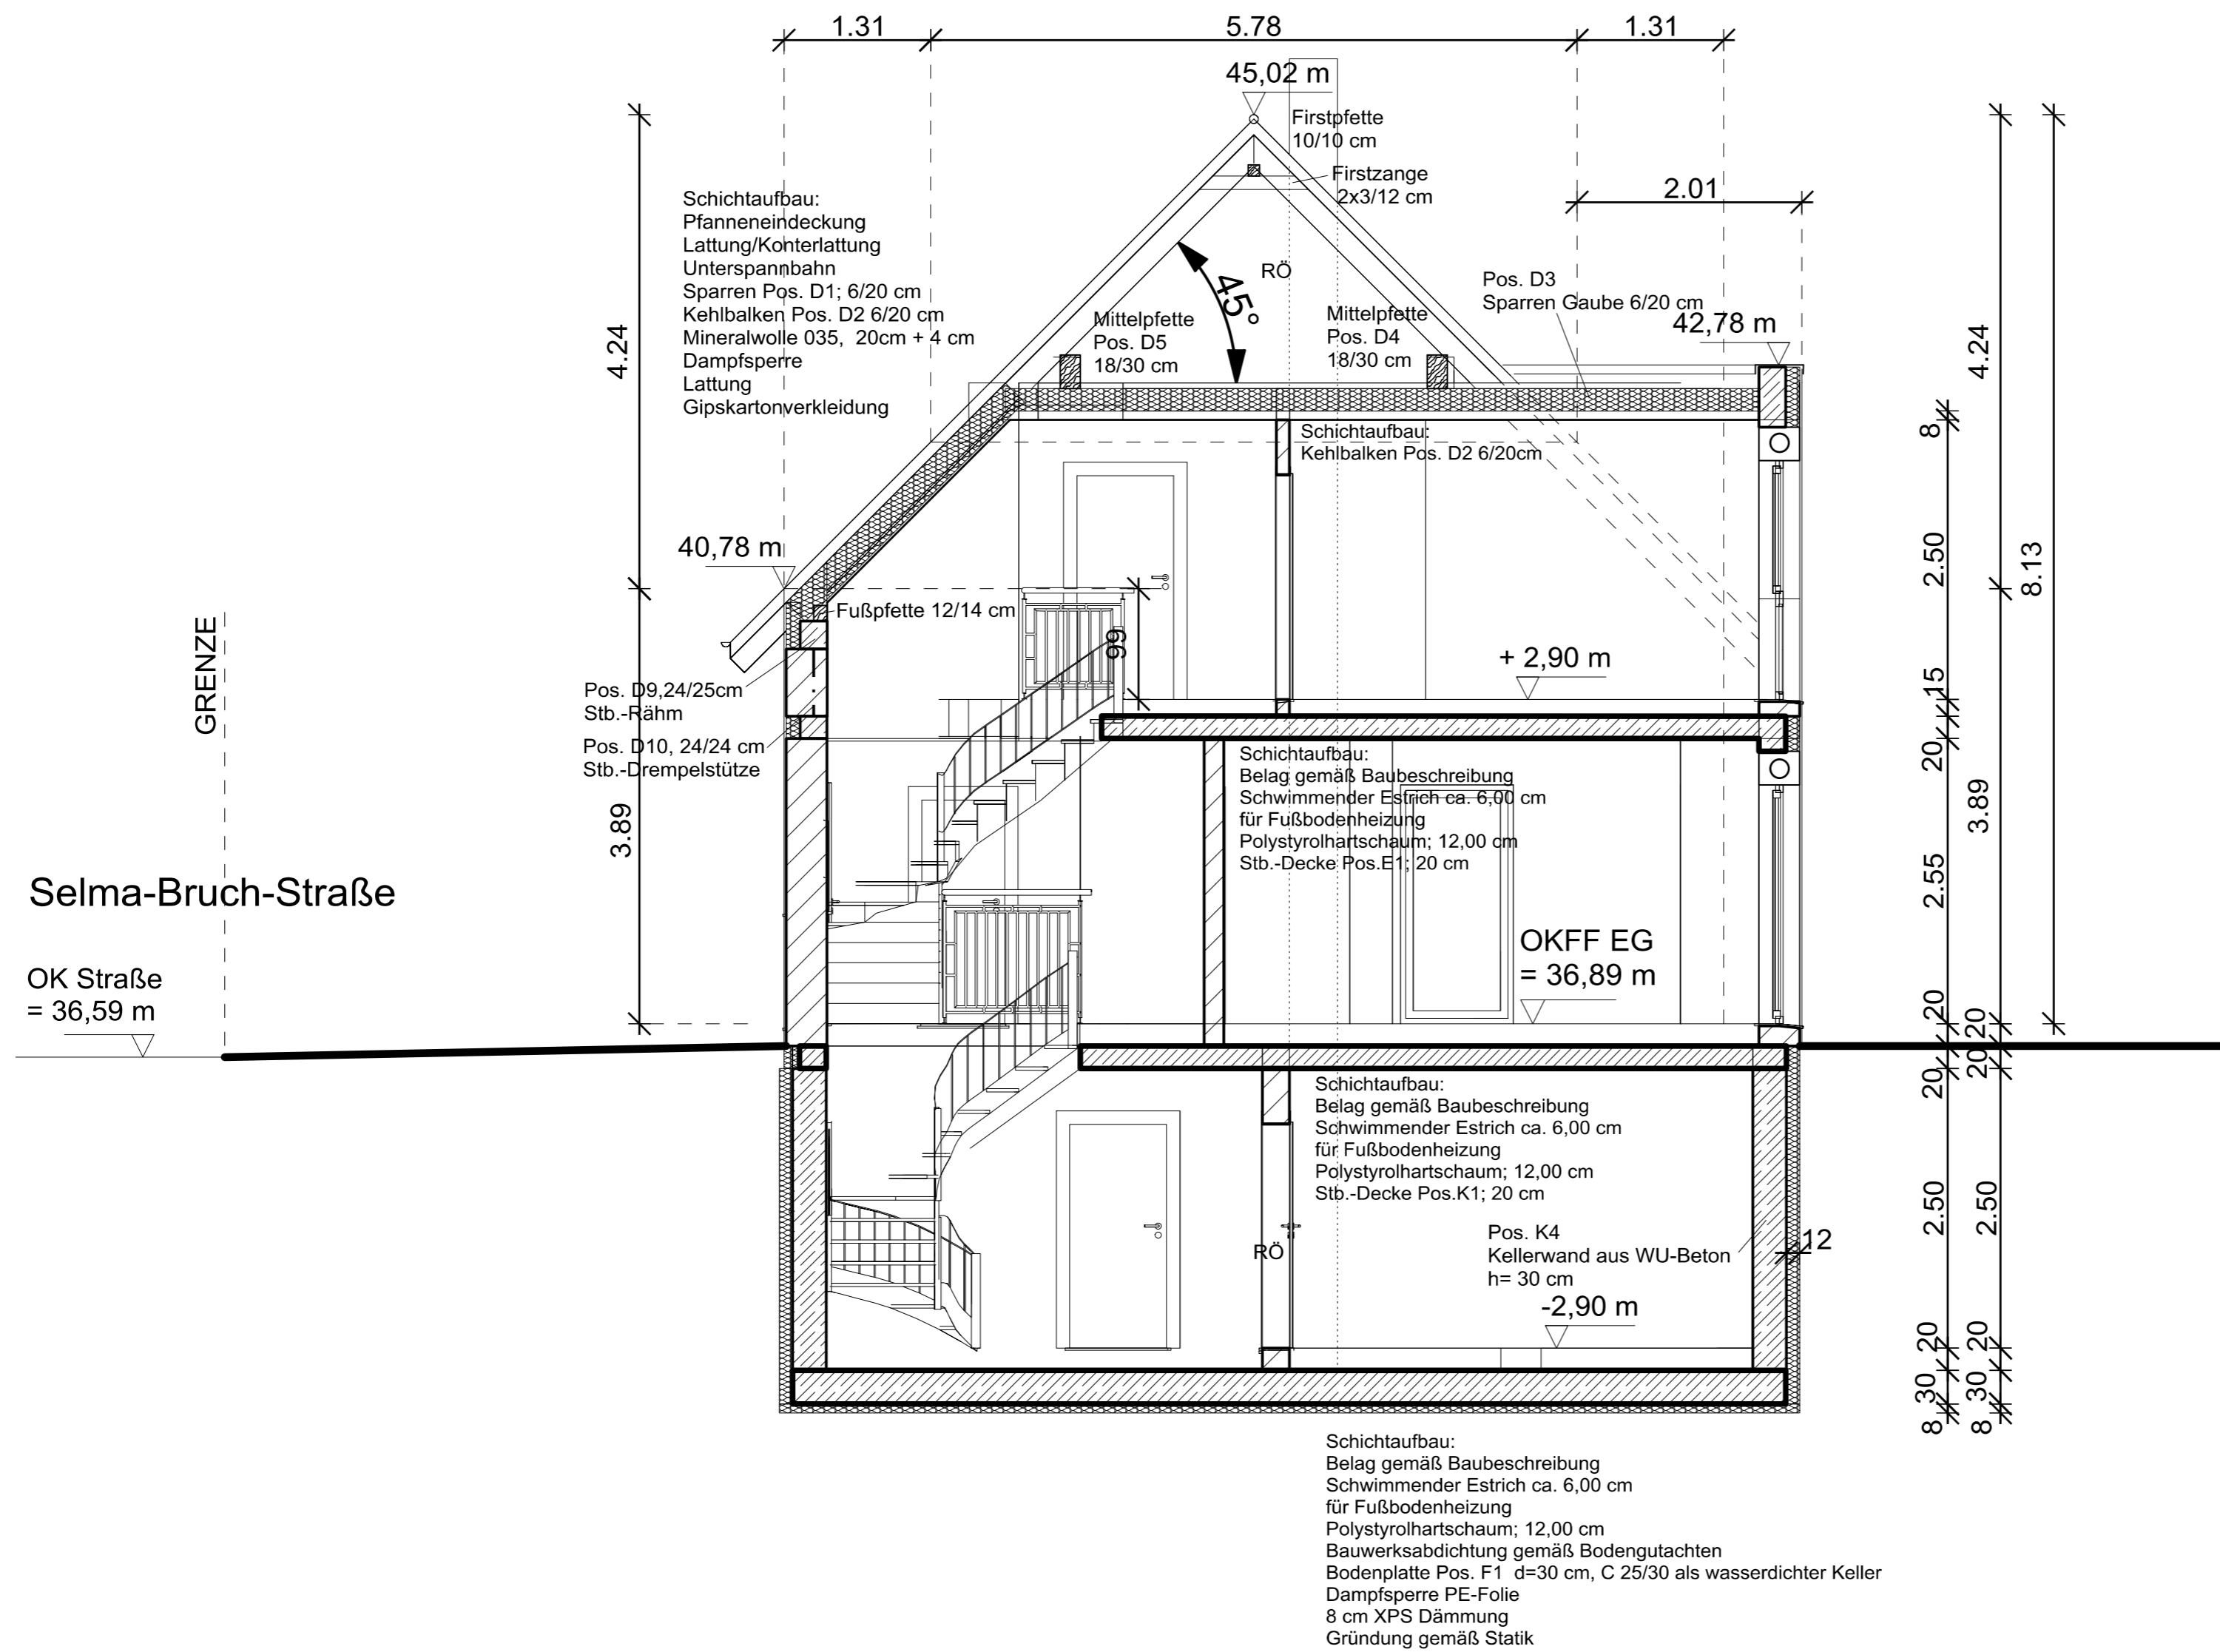 1.31
5.78
1.31
45,02 m
Firstpfette
10/10 cm
Firstzange
2x3/12 cm
2.01
Schichtaufbau:
Pfanneneindeckung
Lattung/Konterlattung
Unterspannbahn
Sparren Pos. D1; 6/20 cm
Kehlbalken Pos. D2 6/20 cm
Mineralwolle 035, 20cm + 4 cm
Dampfsperre
Lattung
Gipskartonverkleidung
4.24
45°
RÖ
Mittelpfette
Pos. D5
18/30 cm
Mittelpfette
Pos. D4
18/30 cm
Pos. D3
Sparren Gaube 6/20 cm
42,78 m
4.24
8
Schichtaufbau:
Kehlbalken Pos. D2 6/20cm
40,78 m
2.50
8.13
Fußpfette 12/14 cm
99
GRENZE
+ 2,90 m
15
Pos. D9,24/25cm
Stb.-Rähm
Pos. D10, 24/24 cm
Stb.-Drempelstütze
20
Schichtaufbau:
Belag gemäß Baubeschreibung
Schwimmender Estrich ca. 6,00 cm
für Fußbodenheizung
Polystyrolhartschaum; 12,00 cm
Stb.-Decke Pos.E1; 20 cm
3.89
3.89
2.55
Selma-Bruch-Straße
OKFF EG
= 36,89 m
OK Straße
= 36,59 m
20
20
20
20
Schichtaufbau:
Belag gemäß Baubeschreibung
Schwimmender Estrich ca. 6,00 cm
für Fußbodenheizung
Polystyrolhartschaum; 12,00 cm
Stb.-Decke Pos.K1; 20 cm
2.50
2.50
RÖ
Pos. K4
Kellerwand aus WU-Beton
h= 30 cm
12
-2,90 m
20
20
30
30
8
8
Schichtaufbau:
Belag gemäß Baubeschreibung
Schwimmender Estrich ca. 6,00 cm
für Fußbodenheizung
Polystyrolhartschaum; 12,00 cm
Bauwerksabdichtung gemäß Bodengutachten
Bodenplatte Pos. F1 d=30 cm, C 25/30 als wasserdichter Keller
Dampfsperre PE-Folie
8 cm XPS Dämmung
Gründung gemäß Statik